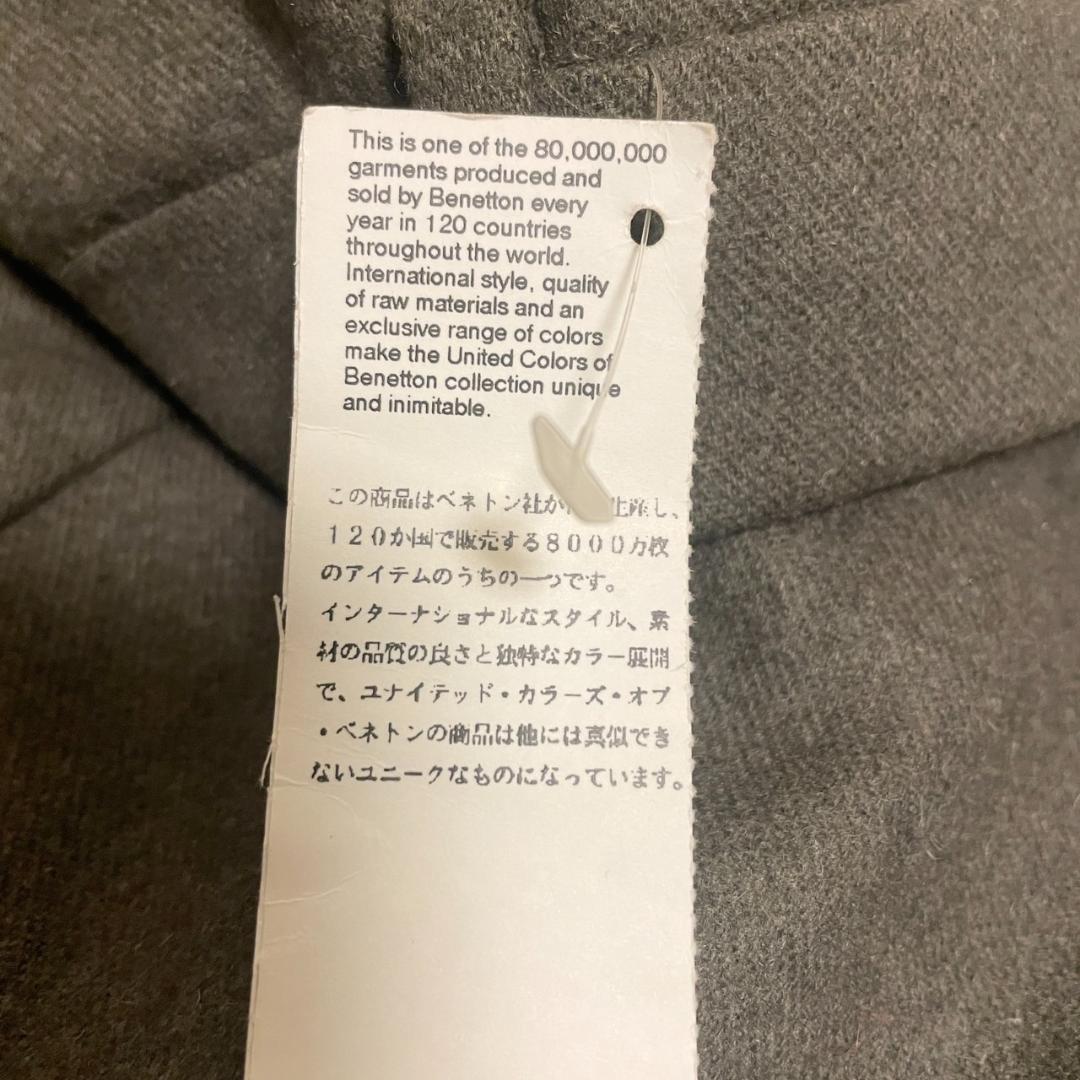 This is one of the 80,000,000
garments produced and
sold by Benetton every
year in 120 countries
throughout the world.
International style, quality
of raw materials and an
exclusive range of colors
make the United Colors of
Benetton collection unique
and inimitable.
この商品はベネトン社が 生産し、
120か国で販売する8000万枚
のアイテムのうちの一つです。
インターナショナルなスタイル、素
材の品質の良さと独特なカラー展開
で、ユナイテッド・カラーズ・オブ
・ベネトンの商品は他には真似でき
ないユニークなものになっています。